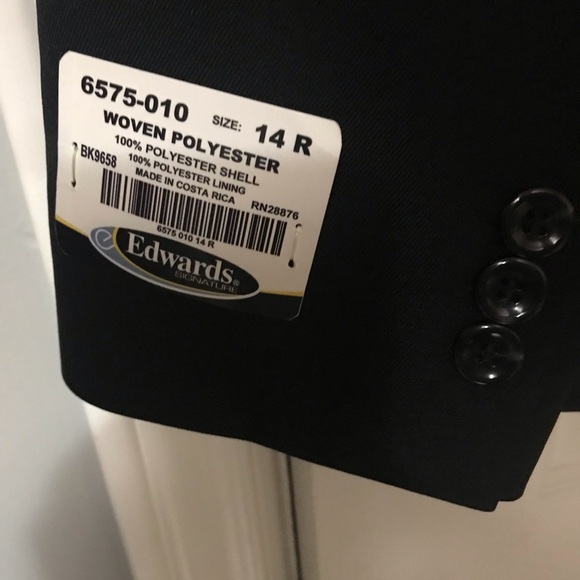 6575-010
SIZE: 14 R
WOVEN POLYESTER
100% POLYESTER SHELL
BK9658 100% POLYESTER LINING
MADE IN COSTA RICA RN28876
6575 010 14 R
e Edwards®
SIGNATURE